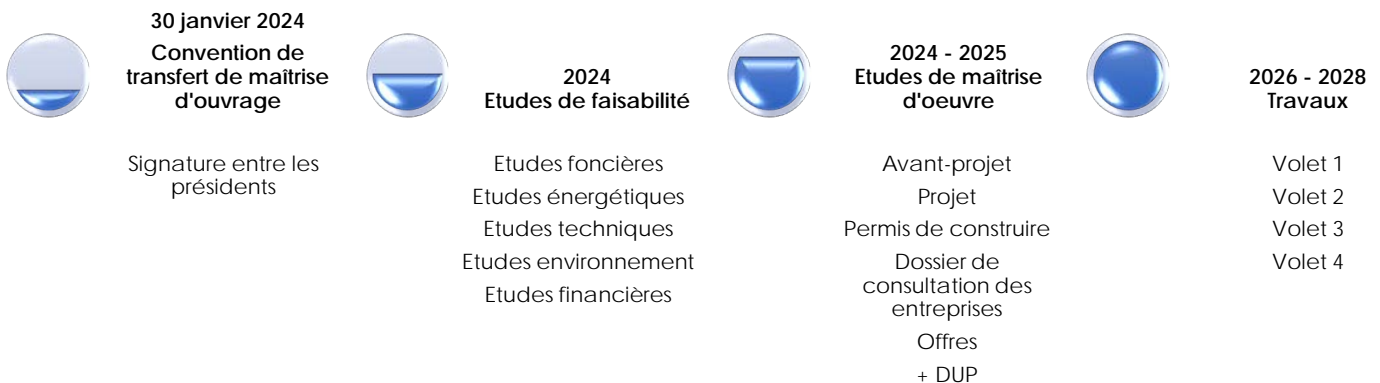 30 janvier 2024
Convention de
transfert de maîtrise
d'ouvrage
Signature entre les
présidents
2024
Etudes de faisabilité
Etudes foncières
Etudes énergétiques
Etudes techniques
Etudes environnement
Etudes financières
2024 - 2025
Etudes de maîtrise
d'oeuvre
Avant-projet
Projet
Permis de construire
Dossier de
consultation des
entreprises
Offres
+ DUP
2026 - 2028
Travaux
Volet 1
Volet 2
Volet 3
Volet 4